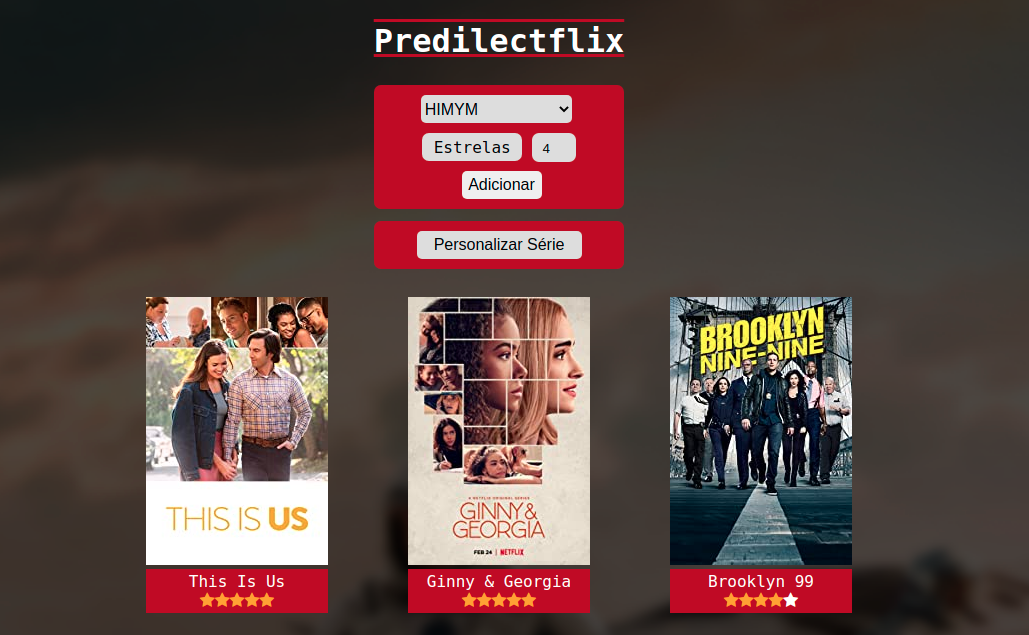 Predilectflix
HIMYM
Estrelas 4
Adicionar
Personalizar Série
THIS IS US
This Is Us
A NETFLIX ORIGINAL SERIES
GINNY &
GEORGIA
FEB 24 | NETFLIX
Ginny & Georgia
BROOKLYN
NINE-NINE
Brooklyn 99